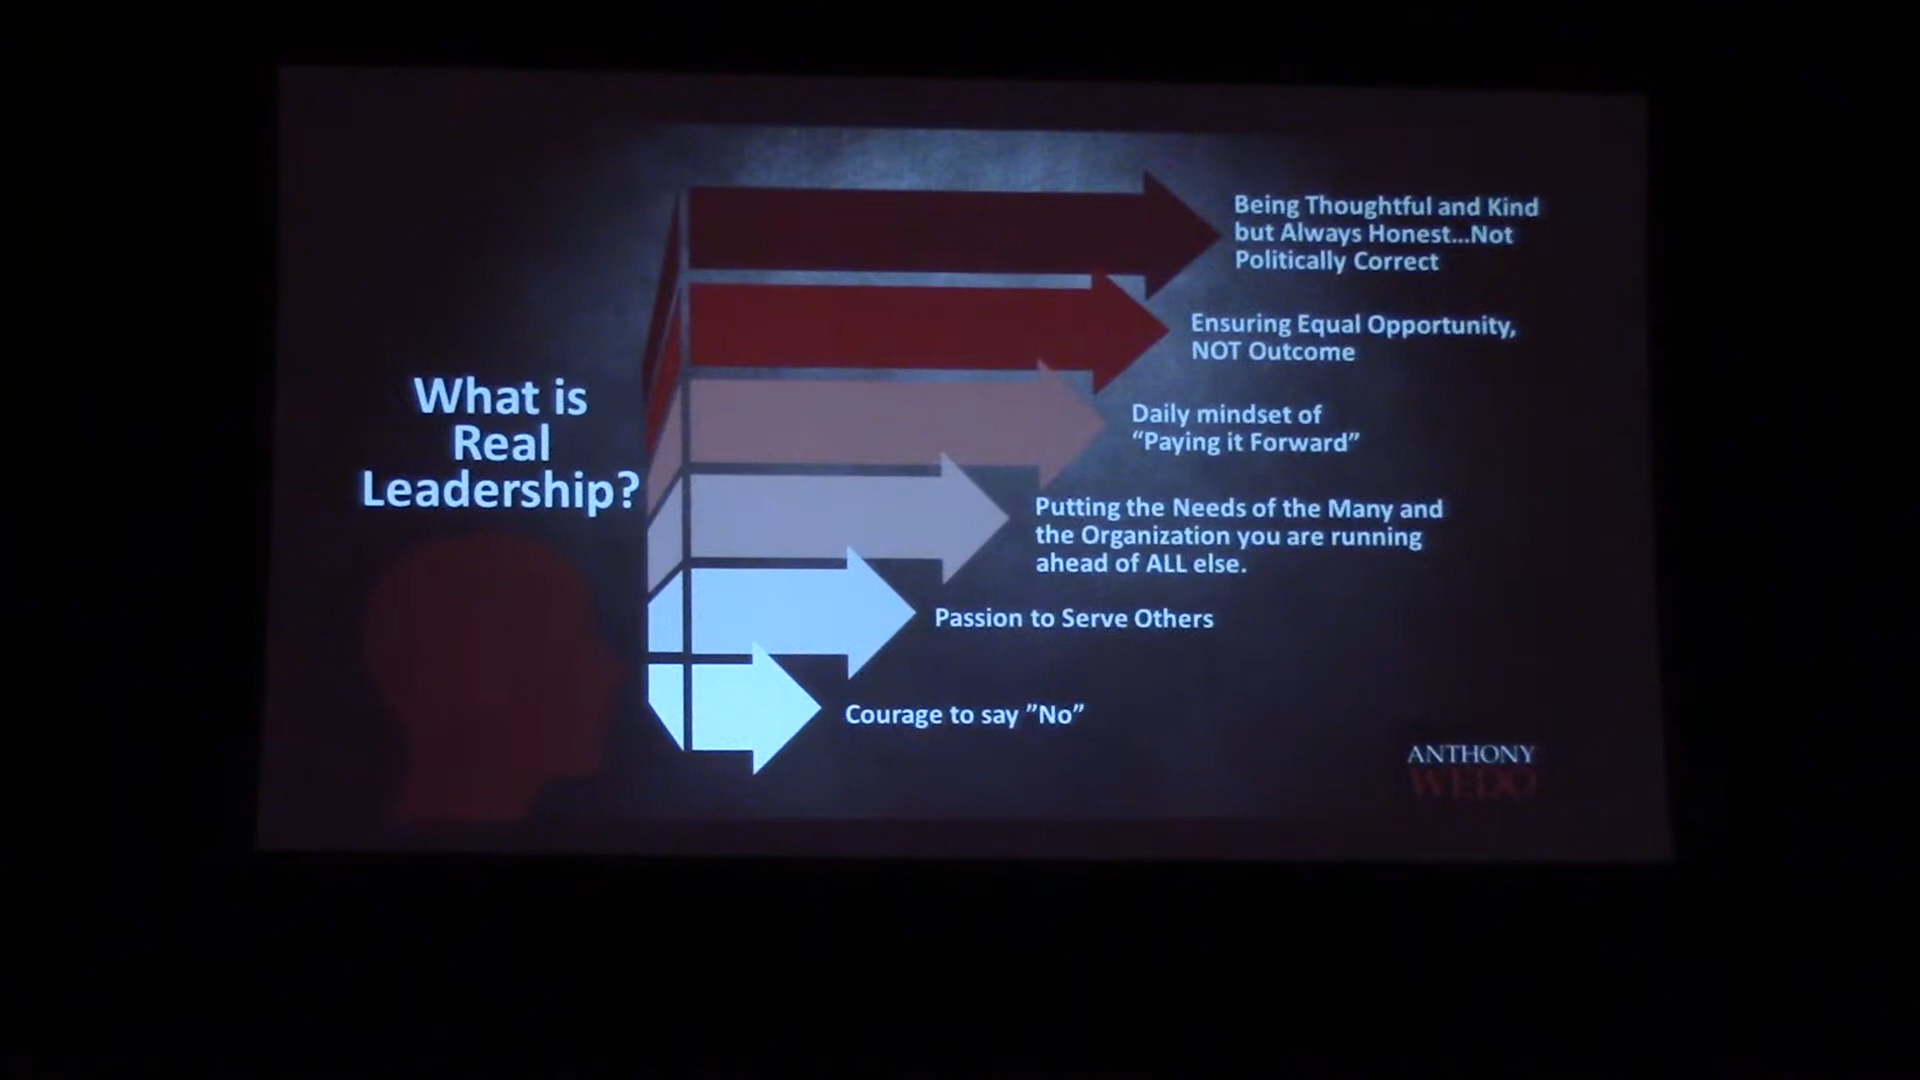 What is
Real
Leadership?
Being Thoughtful and Kind
but Always Honest...Not
Politically Correct
Ensuring Equal Opportunity,
NOT Outcome
Daily mindset of
“Paying it Forward”
Putting the Needs of the Many and
the Organization you are running
ahead of ALL else.
Passion to Serve Others
Courage to say ”No”
ANTHONY
WEDO